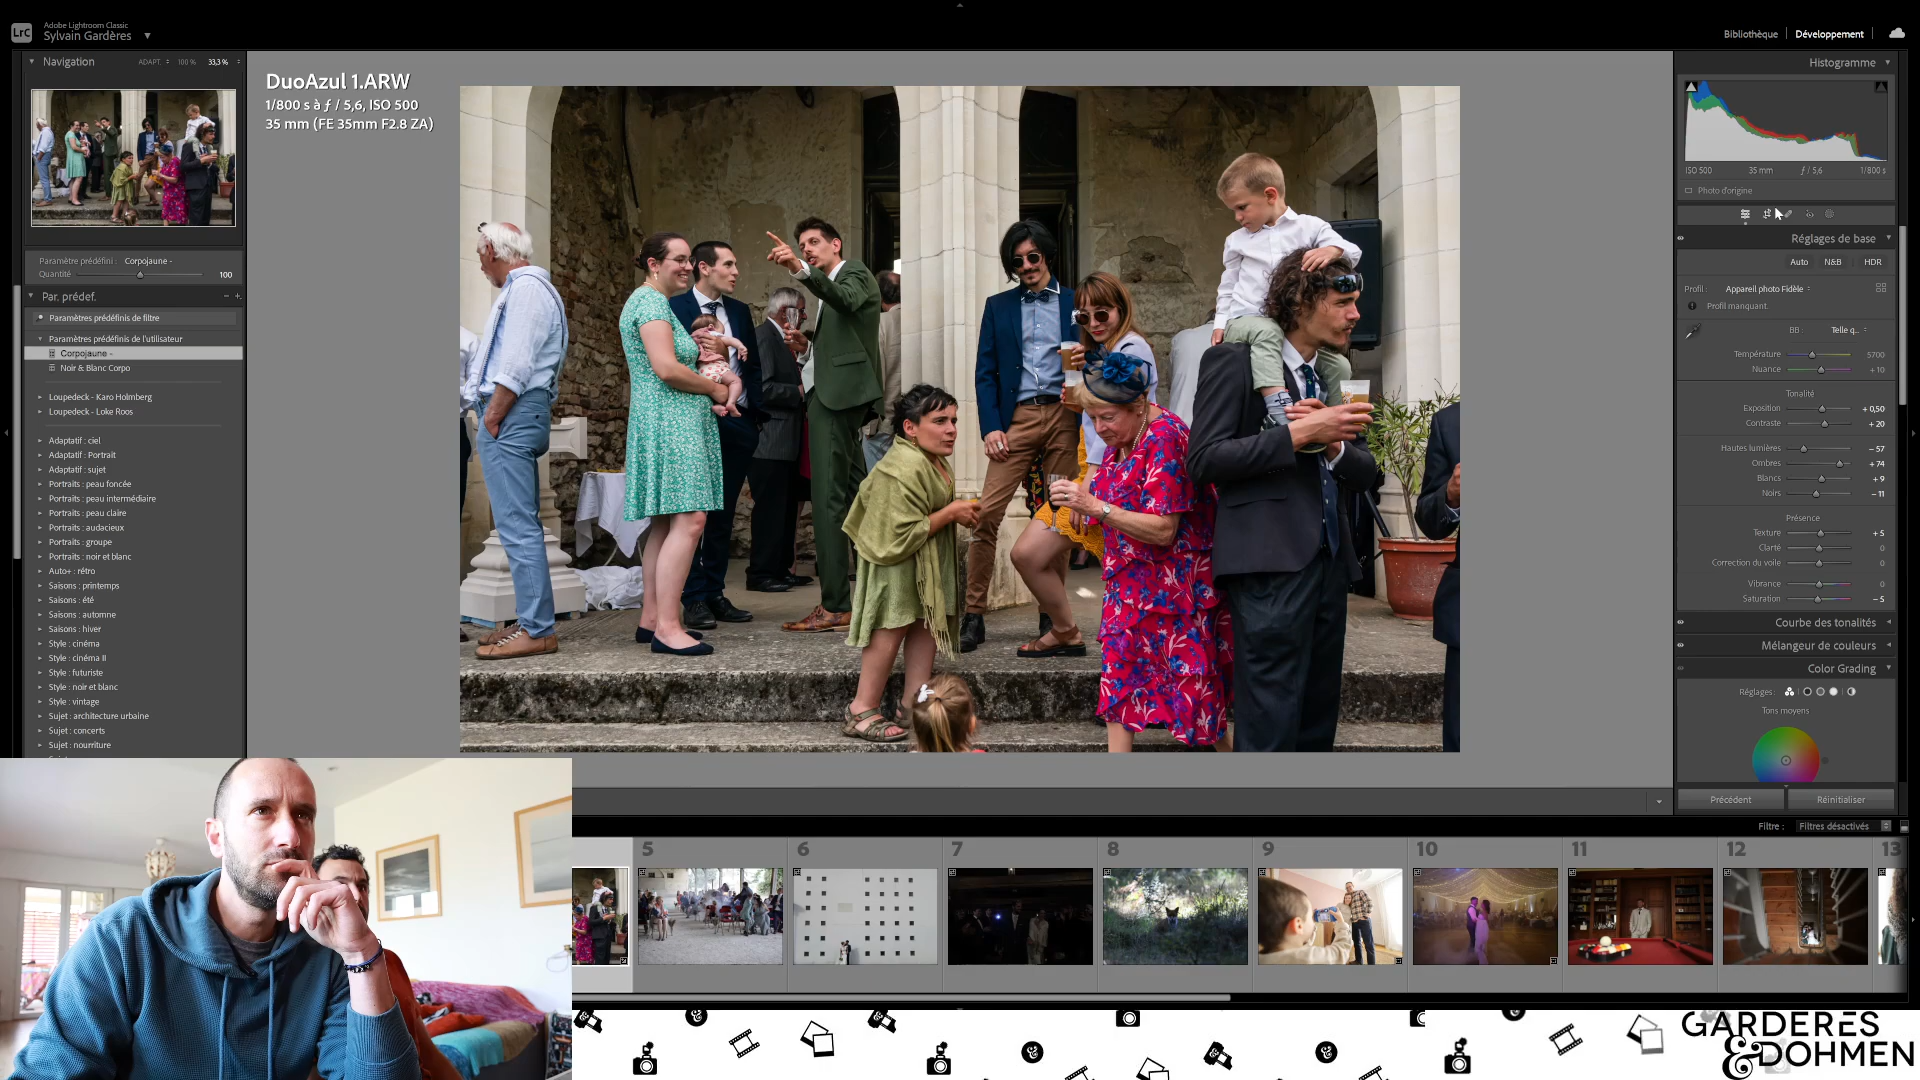 Adobe Lightroom Classic
LrC
Sylvain Gardères
Bibliothèque
Développement
Navigation
ADAPT.
100 %
33,3 %
Paramètre prédéfini : Corpojaune -
Quantité 100
Par. prédéf.
Paramètres prédéfinis de filtre
Paramètres prédéfinis de l'utilisateur
Corpojaune -
Noir & Blanc Corpo
Loupedeck - Karo Holmberg
Loupedeck - Loke Roos
Adaptatif : ciel
Adaptatif : Portrait
Adaptatif : sujet
Portraits : peau foncée
Portraits : peau intermédiaire
Portraits : peau claire
Portraits : audacieux
Portraits : groupe
Portraits : noir et blanc
Auto+ : rétro
Saisons : printemps
Saisons : été
Saisons : automne
Saisons : hiver
Style : cinéma
Style : cinéma II
Style : futuriste
Style : noir et blanc
Style : vintage
Sujet : architecture urbaine
Sujet : concerts
Sujet : nourriture
DuoAzul 1.ARW
1/800 s à ƒ / 5,6, ISO 500
35 mm (FE 35mm F2.8 ZA)
Histogramme
ISO 500 35 mm ƒ / 5,6 1/800 s
Photo d'origine
Réglages de base
Auto N&B HDR
Profil : Appareil photo Fidèle
Profil manquant.
BB : Telle q...
Température 5700
Nuance + 10
Tonalité
Exposition + 0,50
Contraste + 20
Hautes lumières − 57
Ombres + 74
Blancs + 9
Noirs − 11
Présence
Texture + 5
Clarté 0
Correction du voile 0
Vibrance 0
Saturation − 5
Courbe des tonalités
Mélangeur de couleurs
Color Grading
Réglages :
Tons moyens
Précédent
Réinitialiser
Filtre : Filtres désactivés
5 6 7 8 9 10 11 12 13
GARDERES
&DOHMEN